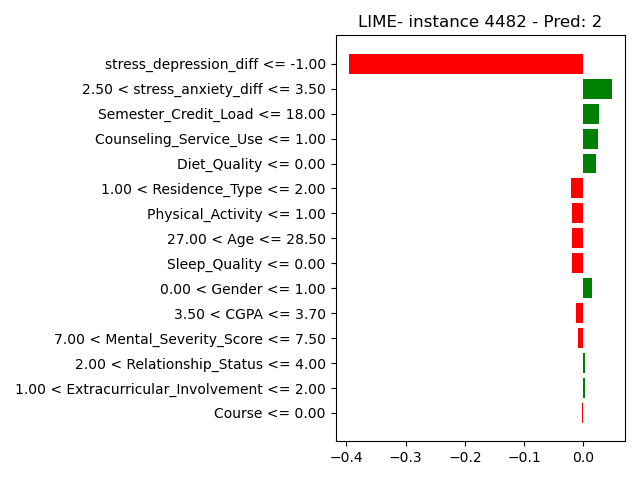 LIME- instance 4482 - Pred: 2
stress_depression_diff <= -1.00
2.50 < stress_anxiety_diff <= 3.50
Semester_Credit_Load <= 18.00
Counseling_Service_Use <= 1.00
Diet_Quality <= 0.00
1.00 < Residence_Type <= 2.00
Physical_Activity <= 1.00
27.00 < Age <= 28.50
Sleep_Quality <= 0.00
0.00 < Gender <= 1.00
3.50 < CGPA <= 3.70
7.00 < Mental_Severity_Score <= 7.50
2.00 < Relationship_Status <= 4.00
1.00 < Extracurricular_Involvement <= 2.00
Course <= 0.00
−0.4 −0.3 −0.2 −0.1 0.0